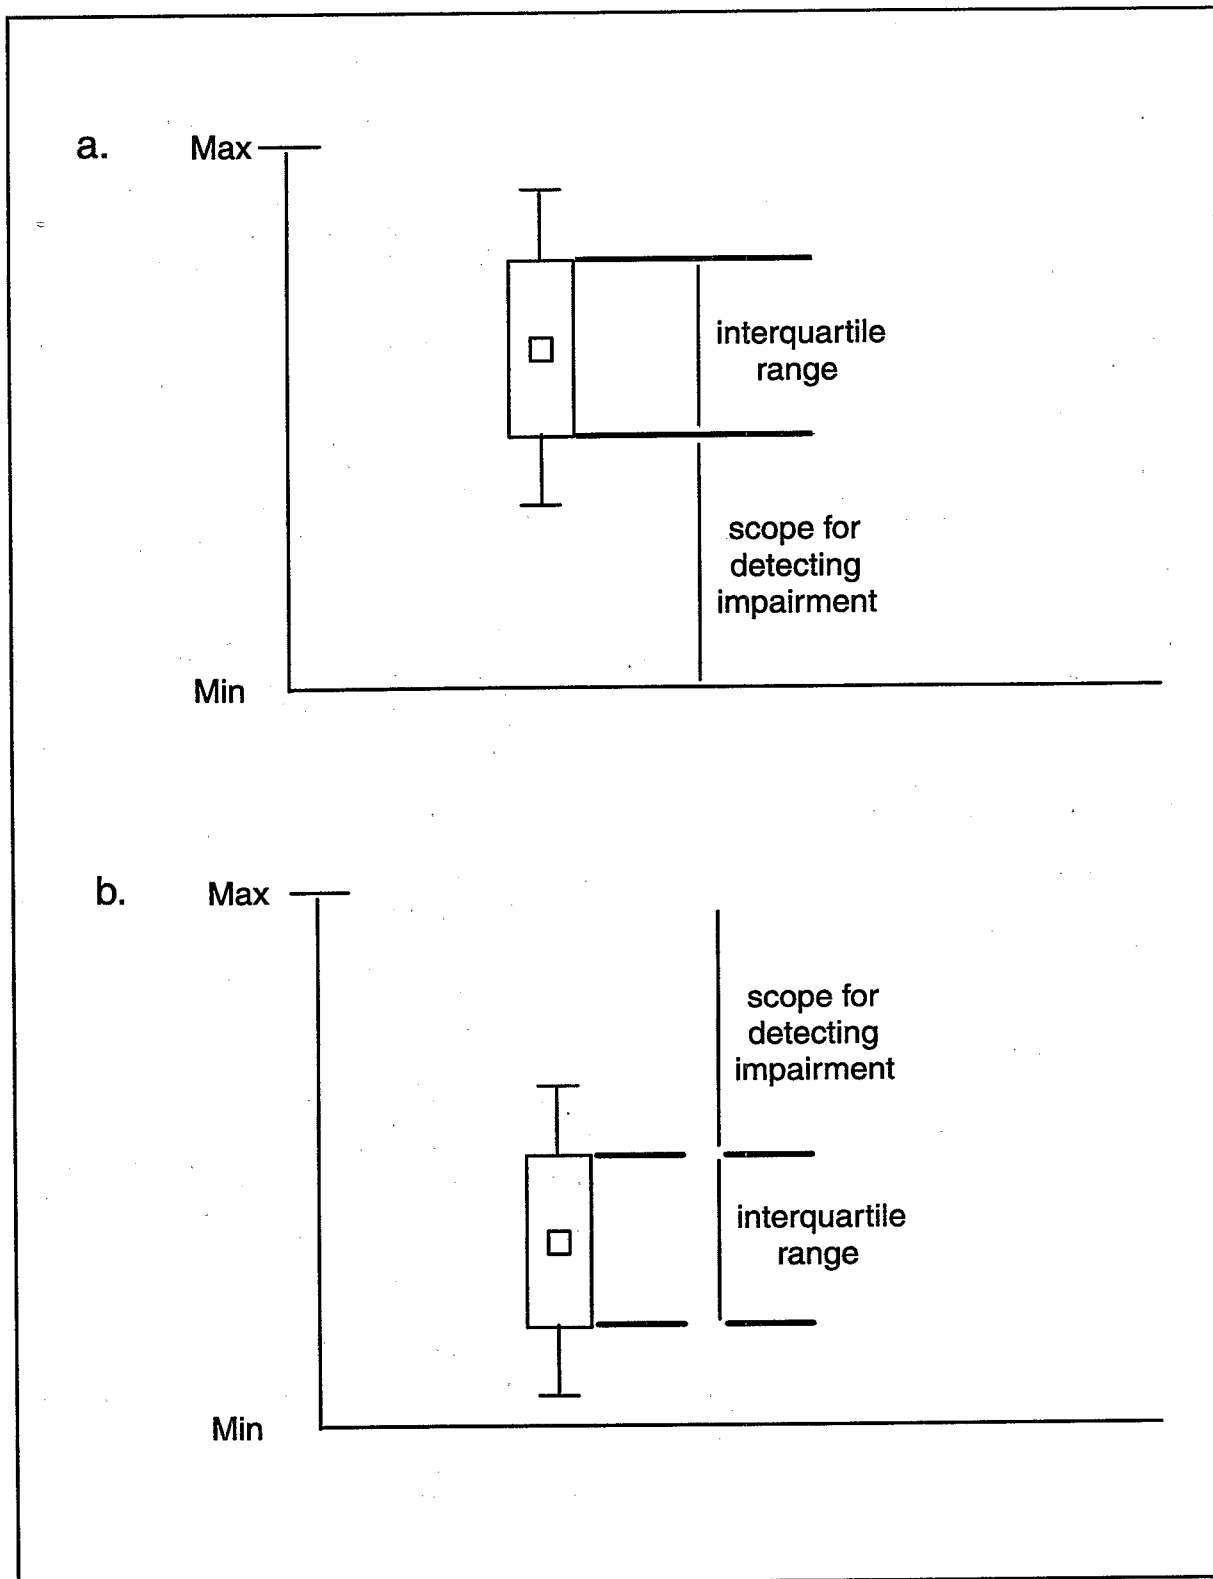 a.
Max
interquartile
range
scope for
detecting
impairment
Min
b.
Max
scope for
detecting
impairment
interquartile
range
Min